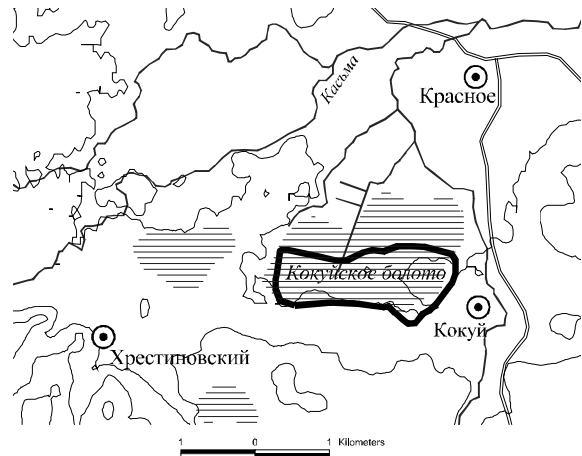 Касьма
Красное
Кокуйское болото
Кокуй
Хрестиновский
1 0 1 Kilometers